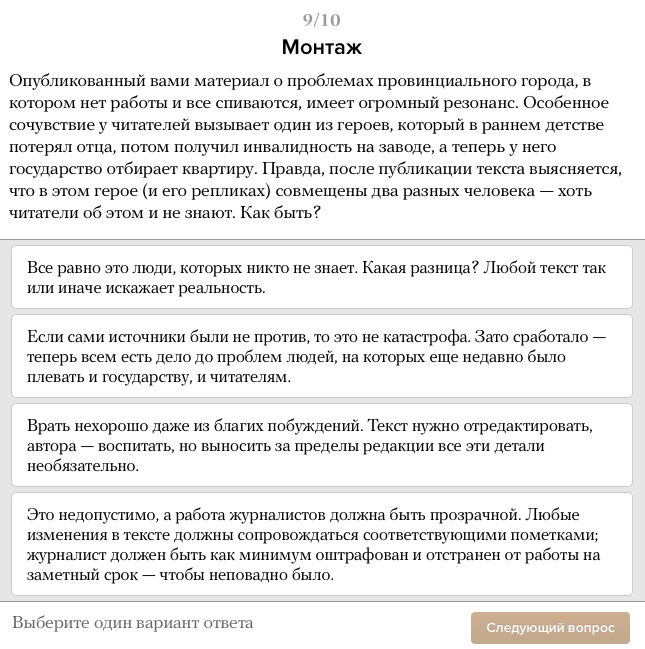 9/10
Монтаж
Опубликованный вами материал о проблемах провинциального города, в
котором нет работы и все спиваются, имеет огромный резонанс. Особенное
сочувствие у читателей вызывает один из героев, который в раннем детстве
потерял отца, потом получил инвалидность на заводе, а теперь у него
государство отбирает квартиру. Правда, после публикации текста выясняется,
что в этом герое (и его репликах) совмещены два разных человека — хоть
читатели об этом и не знают. Как быть?
Все равно это люди, которых никто не знает. Какая разница? Любой текст так
или иначе искажает реальность.
Если сами источники были не против, то это не катастрофа. Зато сработало —
теперь всем есть дело до проблем людей, на которых еще недавно было
плевать и государству, и читателям.
Врать нехорошо даже из благих побуждений. Текст нужно отредактировать,
автора — воспитать, но выносить за пределы редакции все эти детали
необязательно.
Это недопустимо, а работа журналистов должна быть прозрачной. Любые
изменения в тексте должны сопровождаться соответствующими пометками;
журналист должен быть как минимум оштрафован и отстранен от работы на
заметный срок — чтобы неповадно было.
Выберите один вариант ответа
Следующий вопрос